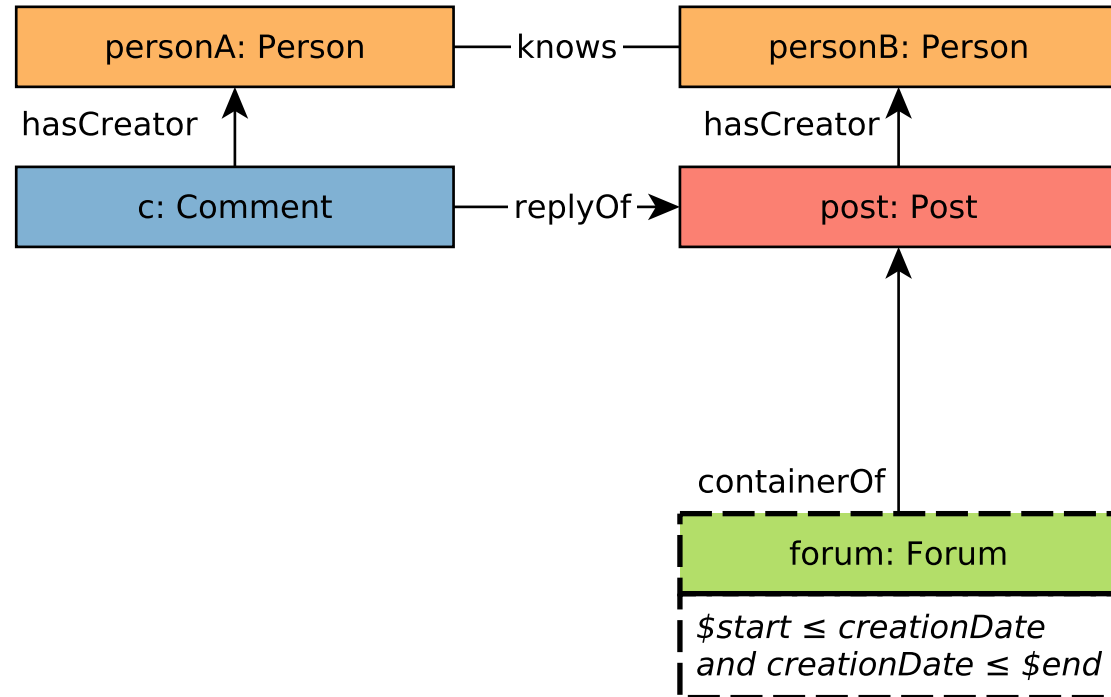 personA: Person
knows
personB: Person
hasCreator
hasCreator
c: Comment
replyOf
post: Post
containerOf
forum: Forum
$start ≤ creationDate
and creationDate ≤ $end